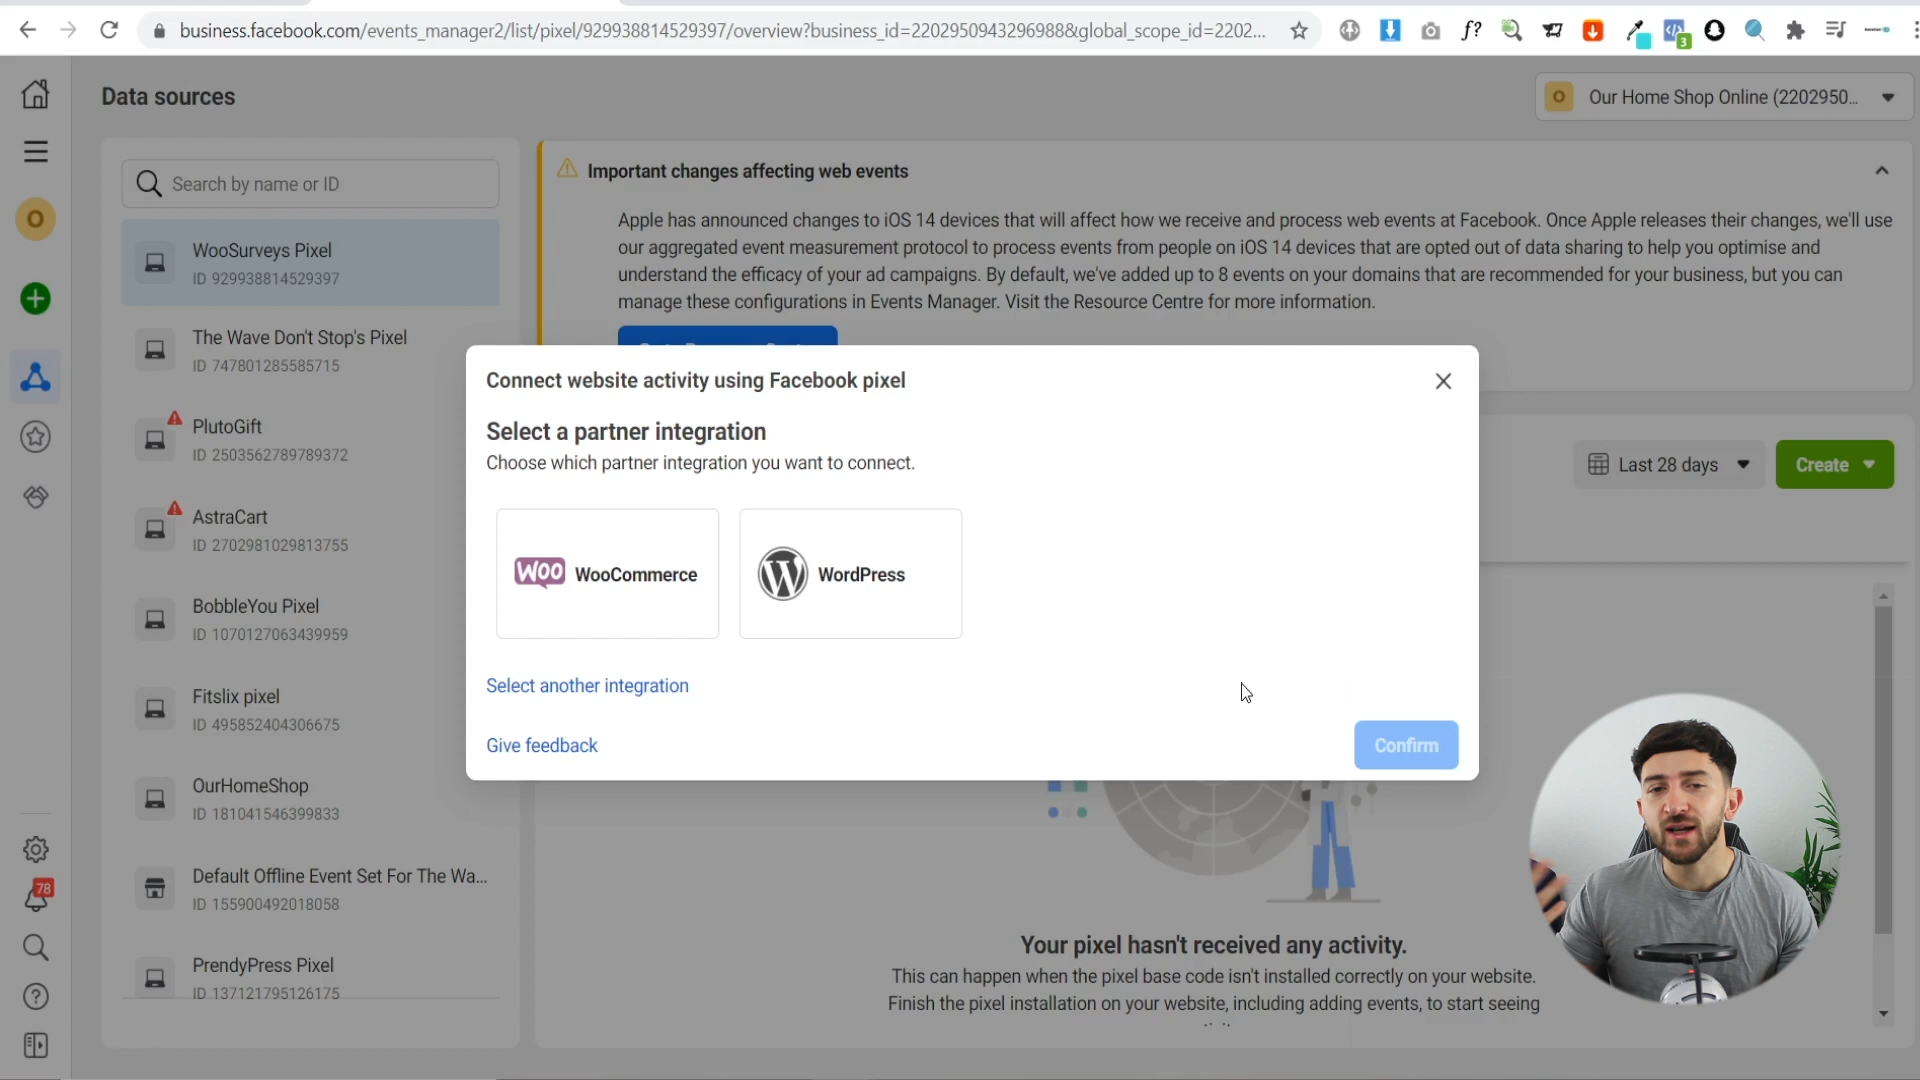 business.facebook.com/events_manager2/list/pixel/929938814529397/overview?business_id=2202950943296988&global_scope_id=2202...
f?
3
Data sources
O Our Home Shop Online (2202950...
O
Search by name or ID
WooSurveys Pixel
ID 929938814529397
The Wave Don't Stop's Pixel
ID 747801285585715
PlutoGift
ID 2503562789789372
AstraCart
ID 2702981029813755
BobbleYou Pixel
ID 1070127063439959
Fitslix pixel
ID 495852404306675
OurHomeShop
ID 181041546399833
Default Offline Event Set For The Wa...
ID 155900492018058
PrendyPress Pixel
ID 137121795126175
78
Important changes affecting web events
Apple has announced changes to iOS 14 devices that will affect how we receive and process web events at Facebook. Once Apple releases their changes, we'll use
our aggregated event measurement protocol to process events from people on iOS 14 devices that are opted out of data sharing to help you optimise and
understand the efficacy of your ad campaigns. By default, we've added up to 8 events on your domains that are recommended for your business, but you can
manage these configurations in Events Manager. Visit the Resource Centre for more information.
Last 28 days
Create
Connect website activity using Facebook pixel
Select a partner integration
Choose which partner integration you want to connect.
WOO WooCommerce
WordPress
Select another integration
Give feedback
Confirm
Your pixel hasn't received any activity.
This can happen when the pixel base code isn't installed correctly on your website.
Finish the pixel installation on your website, including adding events, to start seeing